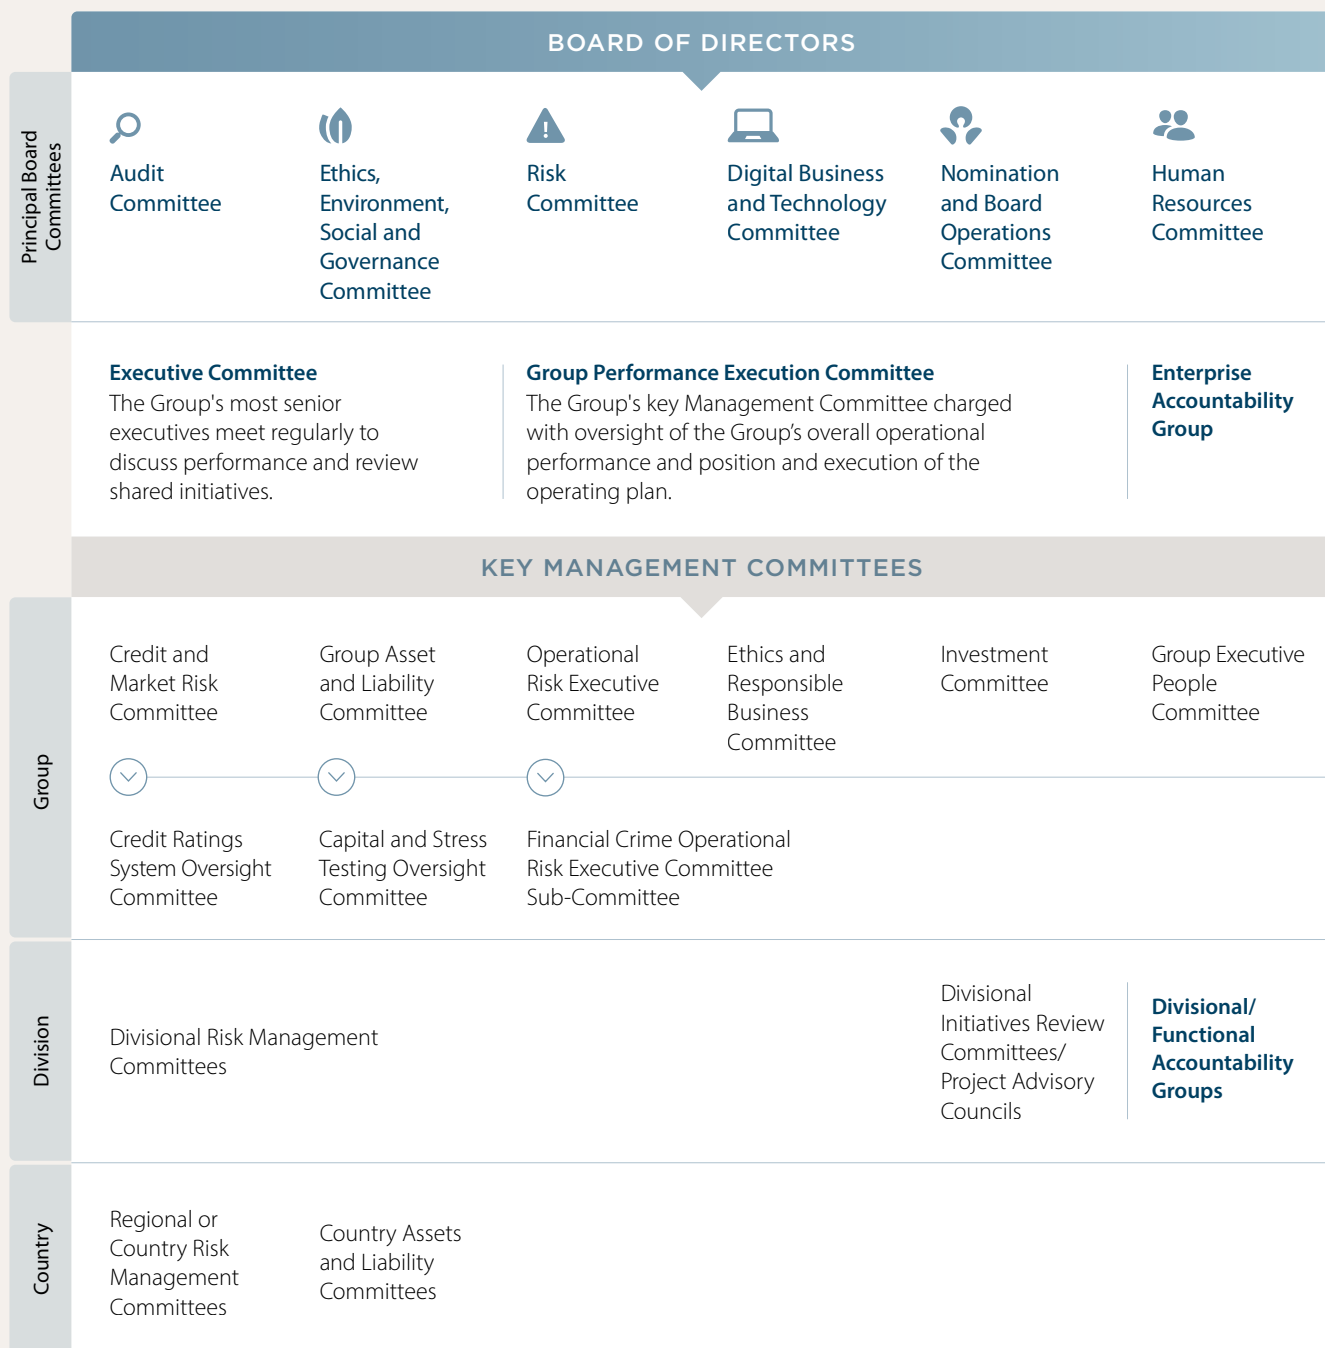 BOARD OF DIRECTORS
Principal Board
Committees
Audit
Committee
Ethics,
Environment,
Social and
Governance
Committee
Risk
Committee
Digital Business
and Technology
Committee
Nomination
and Board
Operations
Committee
Human
Resources
Committee
Executive Committee
The Group's most senior
executives meet regularly to
discuss performance and review
shared initiatives.
Group Performance Execution Committee
The Group's key Management Committee charged
with oversight of the Group’s overall operational
performance and position and execution of the
operating plan.
Enterprise
Accountability
Group
KEY MANAGEMENT COMMITTEES
Group
Credit and
Market Risk
Committee
Group Asset
and Liability
Committee
Operational
Risk Executive
Committee
Ethics and
Responsible
Business
Committee
Investment
Committee
Group Executive
People
Committee
Credit Ratings
System Oversight
Committee
Capital and Stress
Testing Oversight
Committee
Financial Crime Operational
Risk Executive Committee
Sub-Committee
Division
Divisional Risk Management
Committees
Divisional
Initiatives Review
Committees/
Project Advisory
Councils
Divisional/
Functional
Accountability
Groups
Country
Regional or
Country Risk
Management
Committees
Country Assets
and Liability
Committees